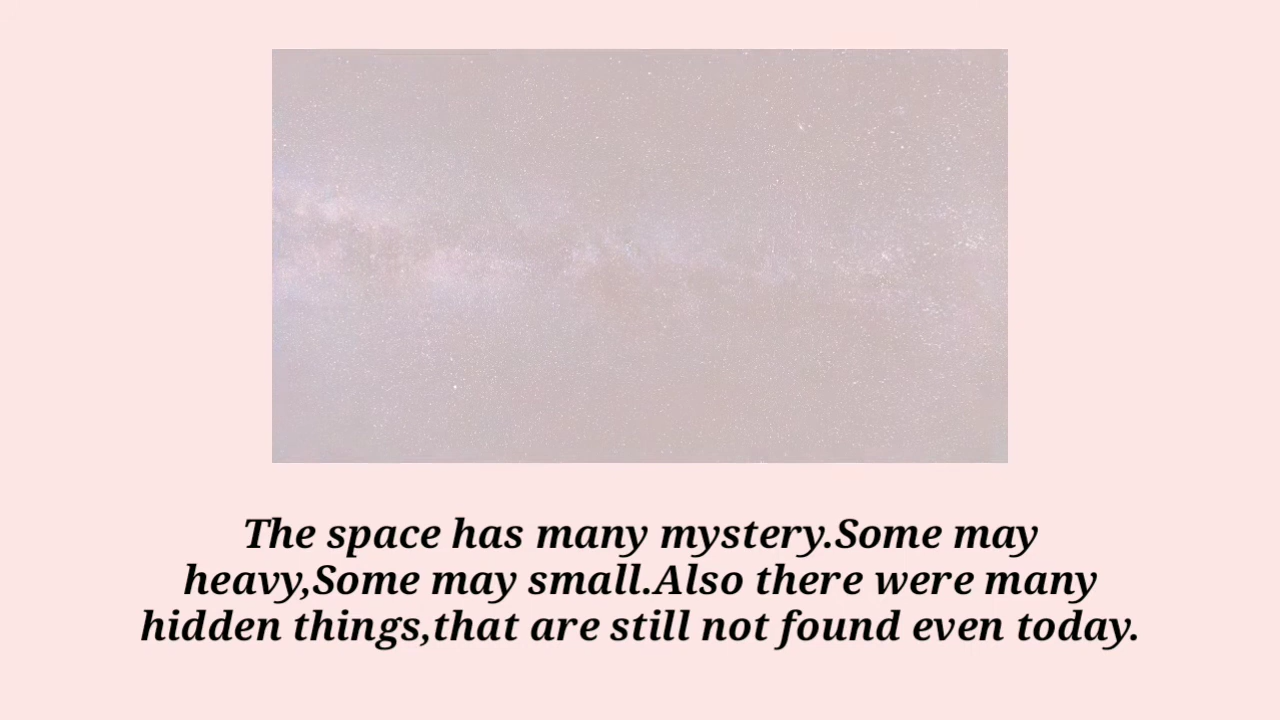 The space has many mystery.Some may
heavy,Some may small.Also there were many
hidden things,that are still not found even today.